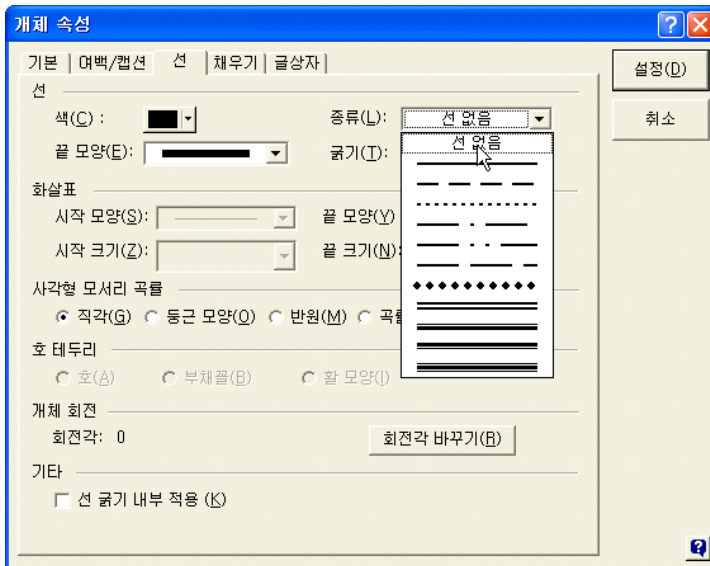 개체 속성
기본 여백/캡션 선 채우기 글상자
설정(D)
취소
선
색(C) : 종류(L): 선 없음
선 없음
끝 모양(E): 굵기(T):
화살표
시작 모양(S): 끝 모양(Y)
시작 크기(Z): 끝 크기(N):
사각형 모서리 곡률
직각(G) 둥근 모양(O) 반원(M) 곡률
호 테두리
호(A) 부채꼴(B) 활 모양(I)
개체 회전
회전각: 0 회전각 바꾸기(R)
기타
선 굵기 내부 적용 (K)